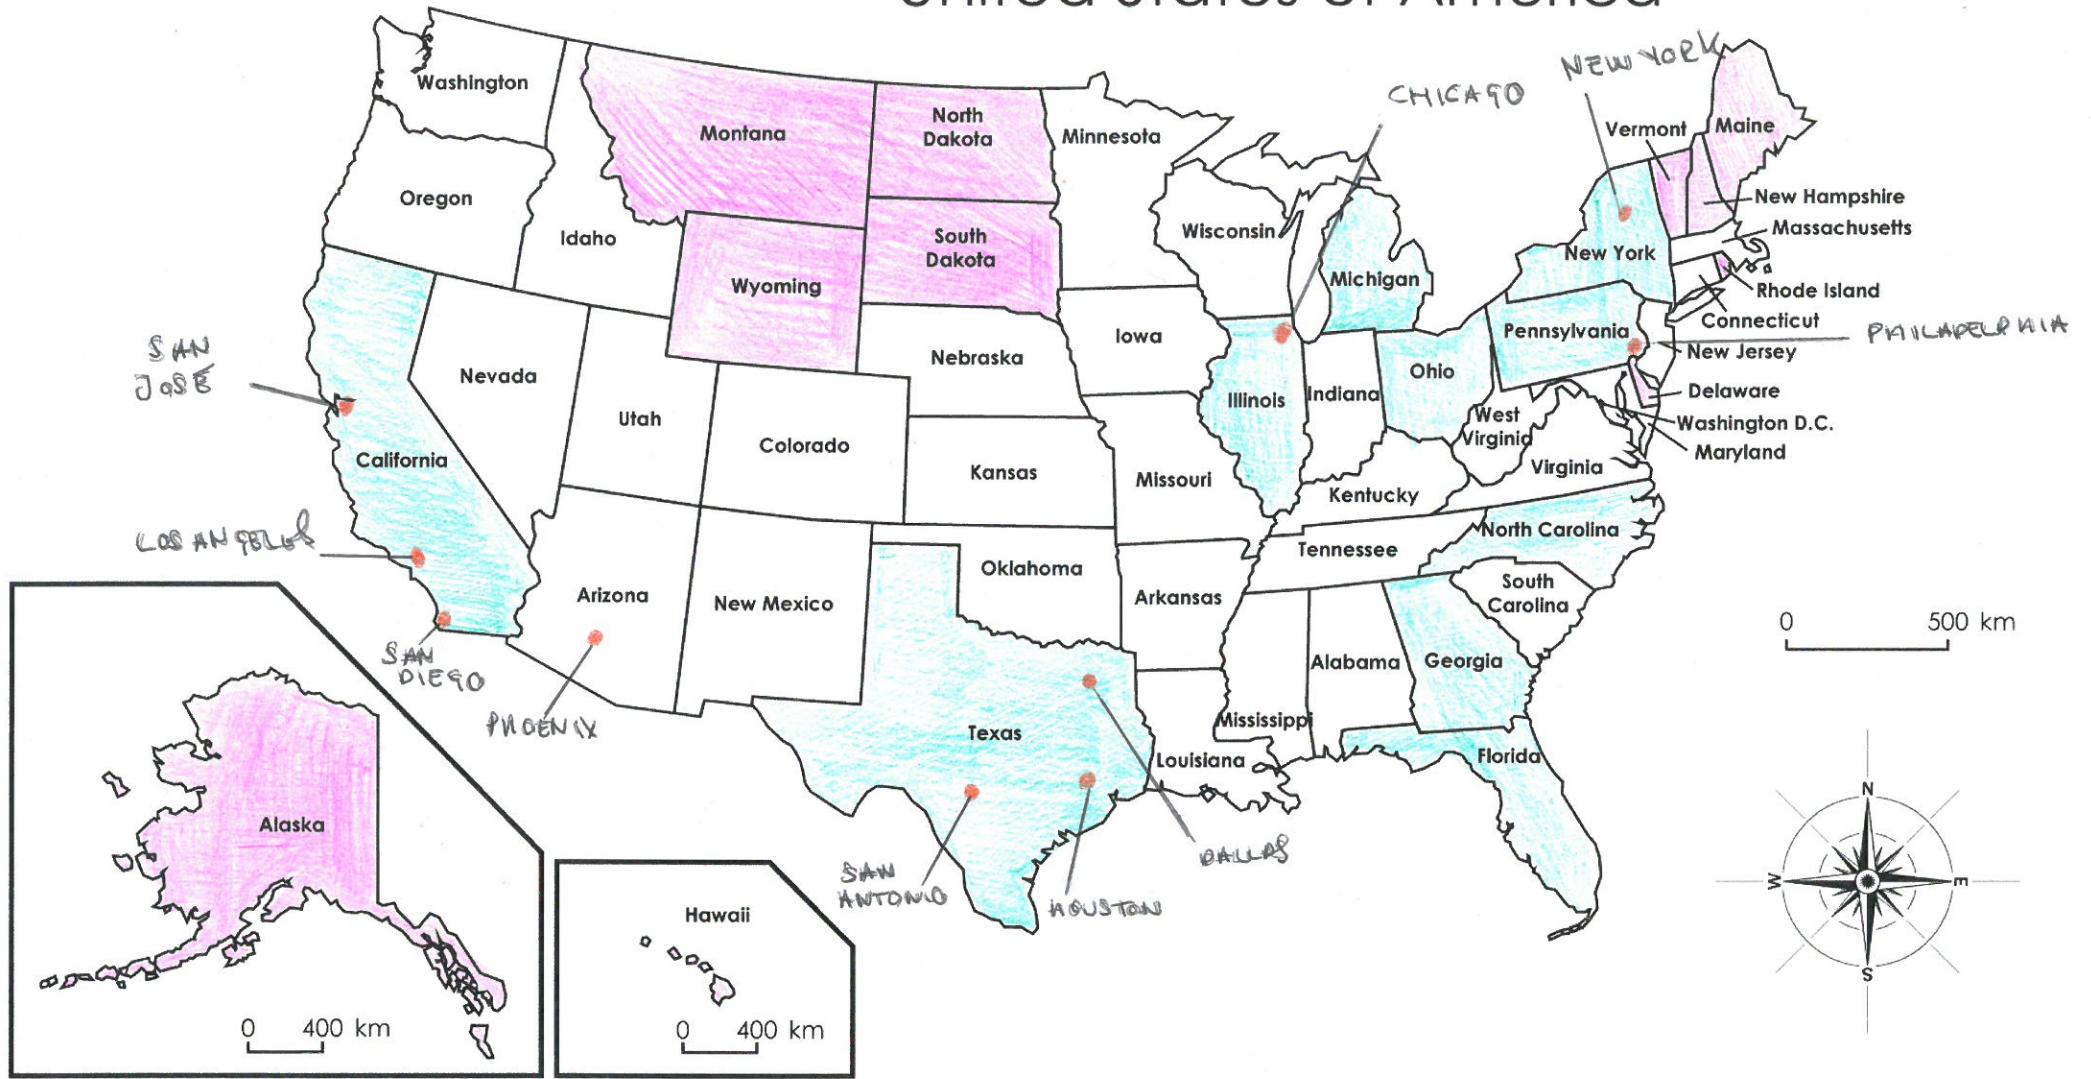 United States of America
NEW YORK
CHICAGO
Washington
Montana
North
Dakota
Minnesota
Vermont
Maine
Oregon
Idaho
Wyoming
South
Dakota
Wisconsin
Michigan
New York
New Hampshire
Massachusetts
Rhode Island
Connecticut
PHILADELPHIA
Pennsylvania
New Jersey
Delaware
Washington D.C.
Maryland
SAN
JOSÉ
Nevada
Utah
Colorado
Nebraska
Iowa
Illinois
Indiana
Ohio
West
Virginia
Virginia
California
Kansas
Missouri
Kentucky
North Carolina
Tennessee
South
Carolina
LOS ANGELES
Arizona
New Mexico
Oklahoma
Arkansas
Mississippi
Alabama
Georgia
0 500 km
SAN
DIEGO
PHOENIX
Texas
Louisiana
Florida
SAN
ANTONIO
HOUSTON
DALLAS
Alaska
0 400 km
Hawaii
0 400 km
N
W
E
S